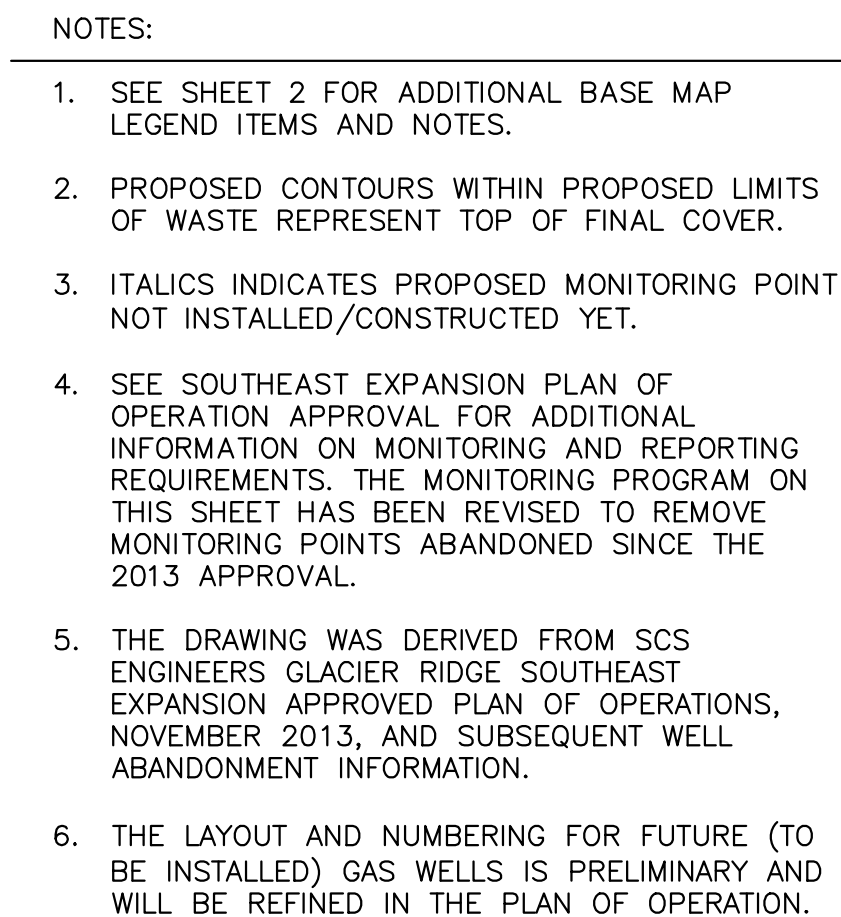 NOTES:
1. SEE SHEET 2 FOR ADDITIONAL BASE MAP
LEGEND ITEMS AND NOTES.
2. PROPOSED CONTOURS WITHIN PROPOSED LIMITS
OF WASTE REPRESENT TOP OF FINAL COVER.
3. ITALICS INDICATES PROPOSED MONITORING POINT
NOT INSTALLED/CONSTRUCTED YET.
4. SEE SOUTHEAST EXPANSION PLAN OF
OPERATION APPROVAL FOR ADDITIONAL
INFORMATION ON MONITORING AND REPORTING
REQUIREMENTS. THE MONITORING PROGRAM ON
THIS SHEET HAS BEEN REVISED TO REMOVE
MONITORING POINTS ABANDONED SINCE THE
2013 APPROVAL.
5. THE DRAWING WAS DERIVED FROM SCS
ENGINEERS GLACIER RIDGE SOUTHEAST
EXPANSION APPROVED PLAN OF OPERATIONS,
NOVEMBER 2013, AND SUBSEQUENT WELL
ABANDONMENT INFORMATION.
6. THE LAYOUT AND NUMBERING FOR FUTURE (TO
BE INSTALLED) GAS WELLS IS PRELIMINARY AND
WILL BE REFINED IN THE PLAN OF OPERATION.